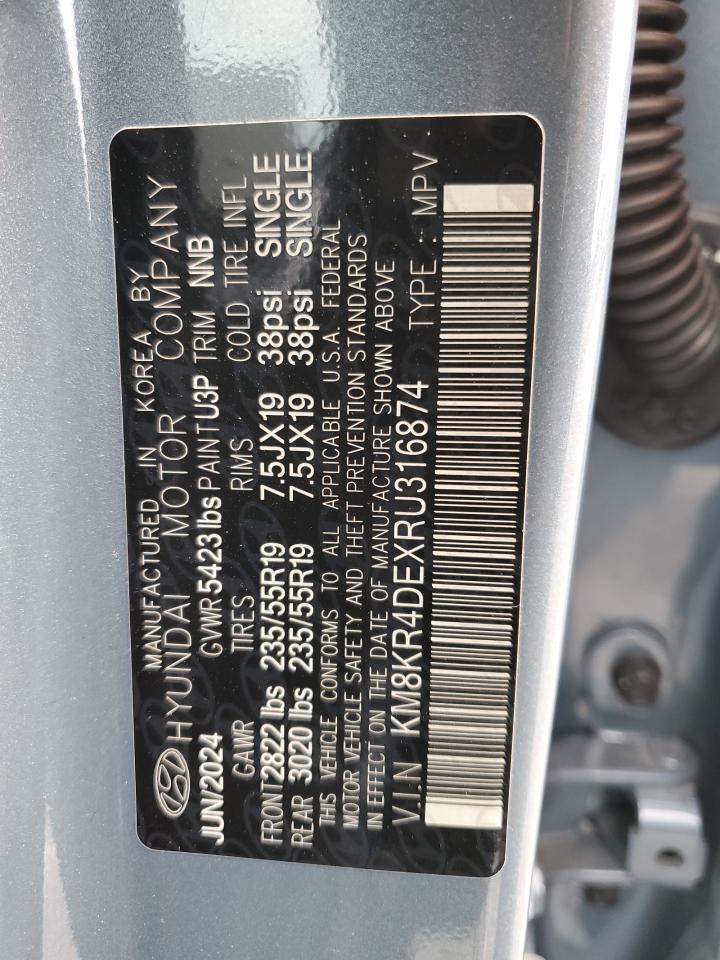 MANUFACTURED IN KOREA BY
HYUNDAI MOTOR COMPANY
JUN/2024 GVWR 5423 lbs PAINT U3P TRIM NNB
GAWR TIRES RIMS COLD TIRE INFL
FRONT 2822 lbs 235/55R19 7.5JX19 38psi SINGLE
REAR 3020 lbs 235/55R19 7.5JX19 38psi SINGLE
THIS VEHICLE CONFORMS TO ALL APPLICABLE U.S.A. FEDERAL
MOTOR VEHICLE SAFETY AND THEFT PREVENTION STANDARDS
IN EFFECT ON THE DATE OF MANUFACTURE SHOWN ABOVE
V.I.N : KM8KR4DEXRU316874 TYPE : MPV